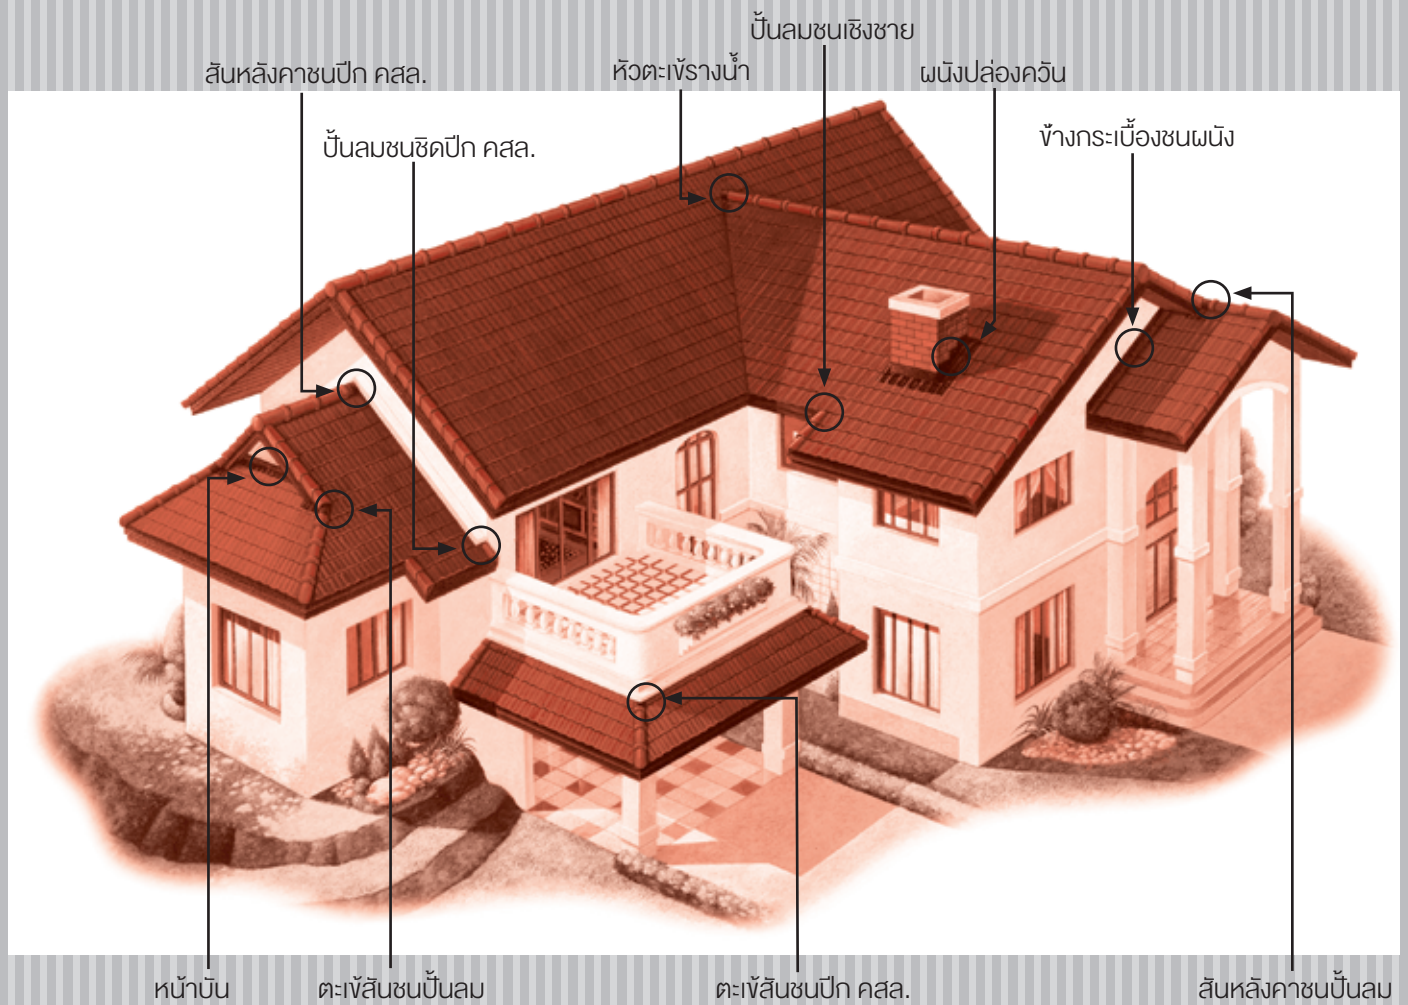 ปั้นลมชนเชิงชาย
สันหลังคาชนปีก คสล.
หัวตะเข้รางน้ำ
ผนังปล่องควัน
ปั้นลมชนชิดปีก คสล.
ข้างกระเบื้องชนผนัง
หน้าบัน
ตะเข้สันชนปั้นลม
ตะเข้สันชนปีก คสล.
สันหลังคาชนปั้นลม